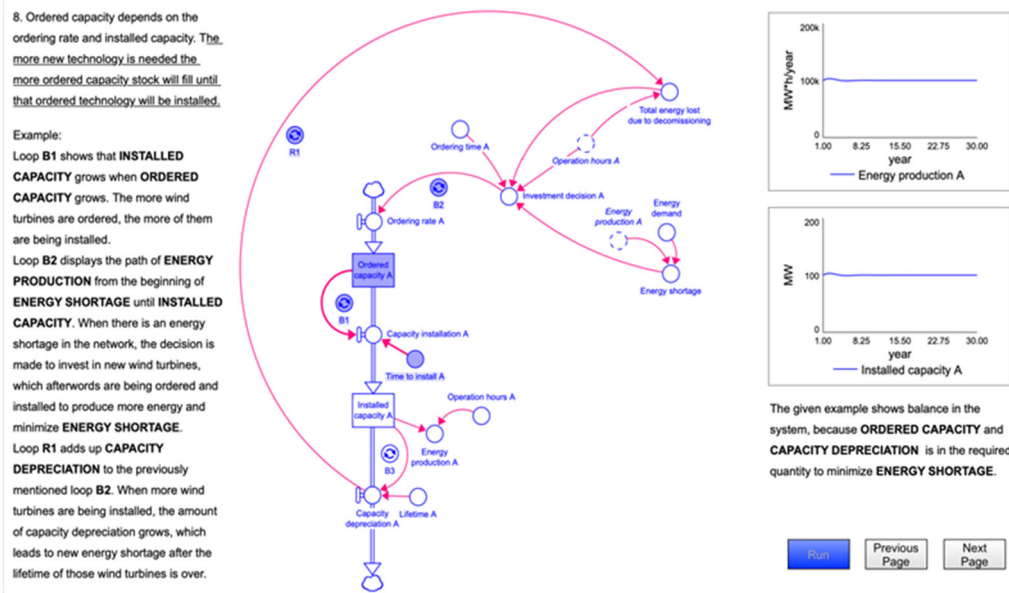 8. Ordered capacity depends on the
ordering rate and installed capacity. The
more new technology is needed the
more ordered capacity stock will fill until
that ordered technology will be installed.
Example:
Loop B1 shows that INSTALLED
CAPACITY grows when ORDERED
CAPACITY grows. The more wind
turbines are ordered, the more of them
are being installed.
Loop B2 displays the path of ENERGY
PRODUCTION from the beginning of
ENERGY SHORTAGE until INSTALLED
CAPACITY. When there is an energy
shortage in the network, the decision is
made to invest in new wind turbines,
which afterwords are being ordered and
installed to produce more energy and
minimize ENERGY SHORTAGE.
Loop R1 adds up CAPACITY
DEPRECIATION to the previously
mentioned loop B2. When more wind
turbines are being installed, the amount
of capacity depreciation grows, which
leads to new energy shortage after the
lifetime of those wind turbines is over.
R1
Total energy lost
due to decomissioning
Ordering time A
Operation hours A
B2
Investment decision A
Ordering rate A
Energy
production A
Energy
demand
Energy shortage
Ordered
capacity A
B1
Capacity installation A
Time to install A
Installed
capacity A
Operation hours A
Energy
production A
B3
Capacity
depreciation A
Lifetime A
200k
100k
0
MW*h/year
1.00 8.25 15.50 22.75 30.00
year
Energy production A
200
100
0
MW
1.00 8.25 15.50 22.75 30.00
year
Installed capacity A
The given example shows balance in the
system, because ORDERED CAPACITY and
CAPACITY DEPRECIATION is in the required
quantity to minimize ENERGY SHORTAGE.
Run
Previous
Page
Next
Page